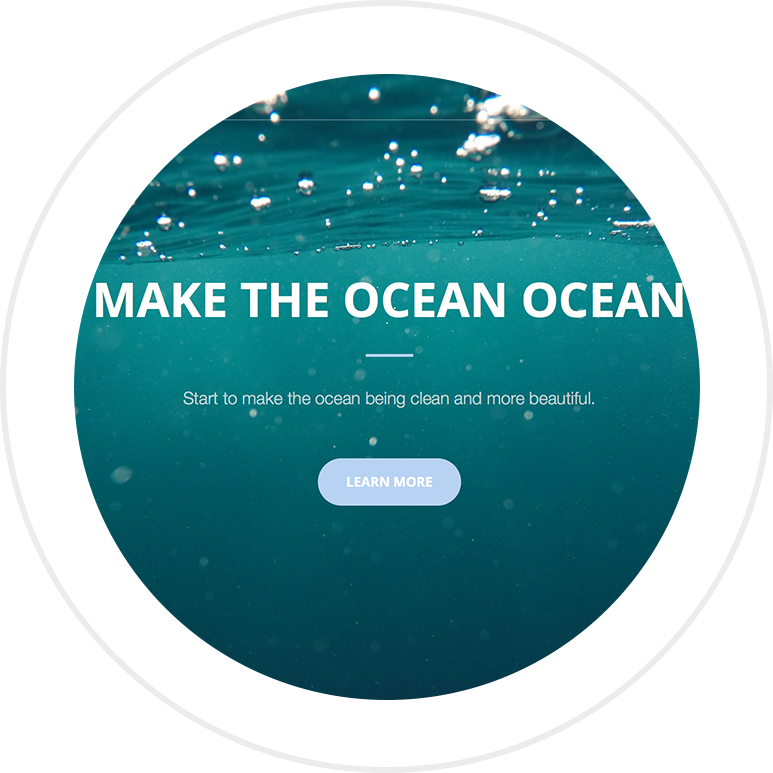 MAKE THE OCEAN OCEAN
Start to make the ocean being clean and more beautiful.
LEARN MORE